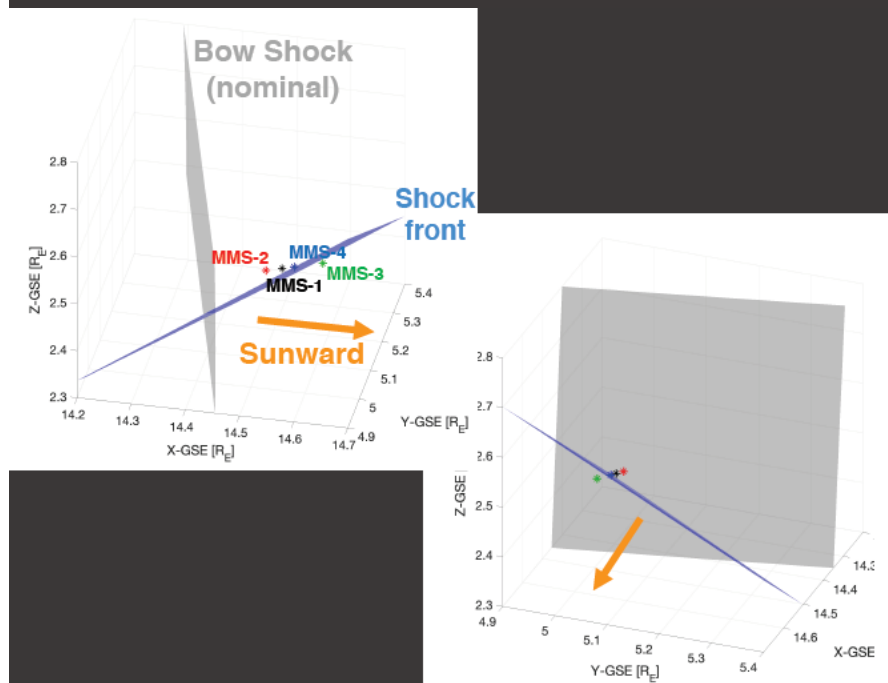 Bow Shock
(nominal)
2.8
2.7
2.6
2.5
2.4
2.3
Z-GSE [R_E]
Shock
front
MMS-2
MMS-4
MMS-1
MMS-3
Sunward
5.4
5.3
5.2
5.1
5
4.9
Y-GSE [R_E]
14.2
14.3
14.4
14.5
14.6
14.7
X-GSE [R_E]
2.8
2.7
2.6
2.5
2.4
2.3
Z-GSE
4.9
5
5.1
5.2
5.3
5.4
Y-GSE [R_E]
14.3
14.4
14.5
14.6
X-GSE